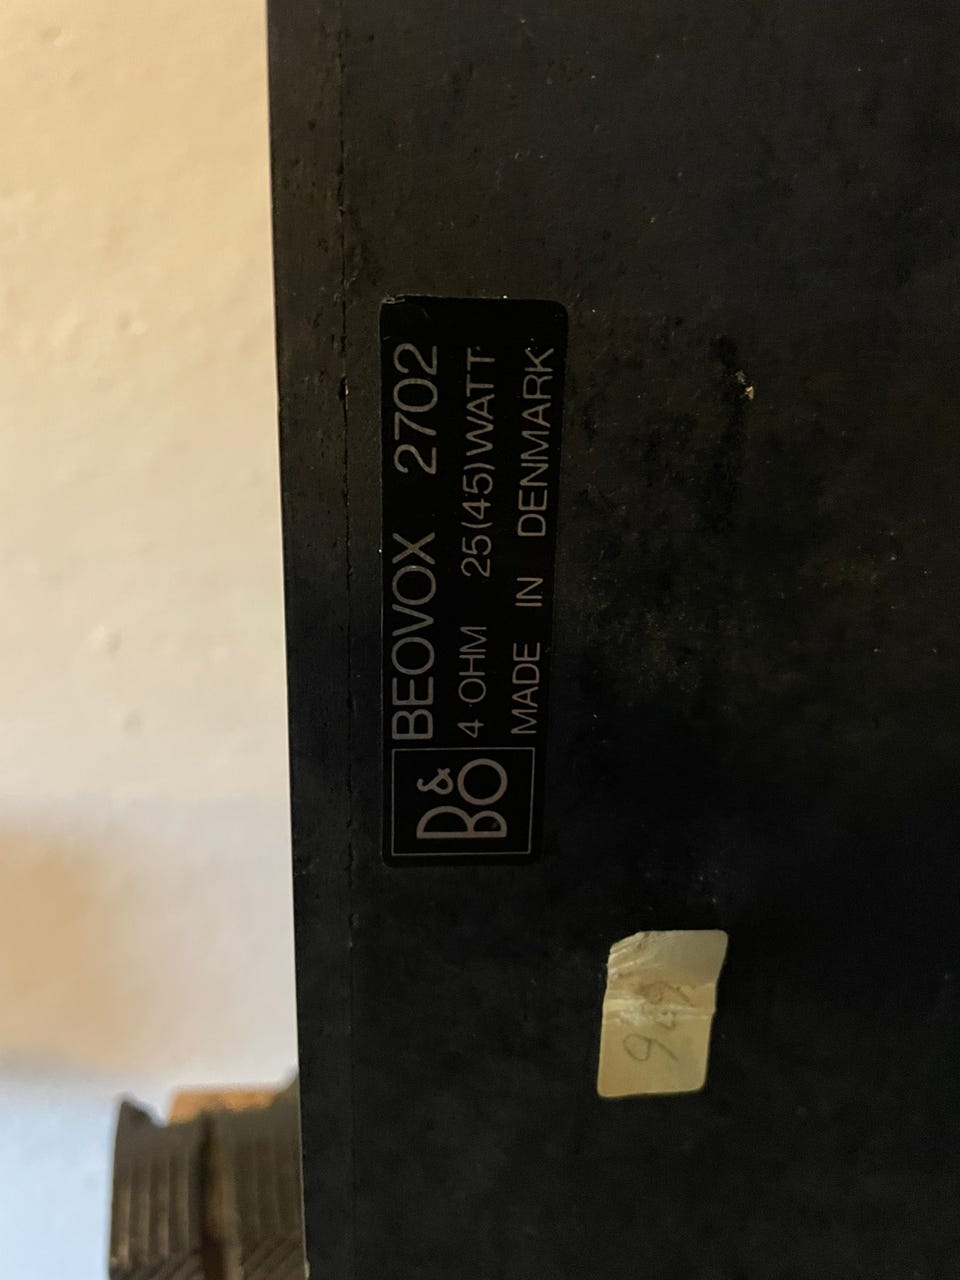 B&O
BEOVOX 2702
4 OHM 25(45)WATT
MADE IN DENMARK